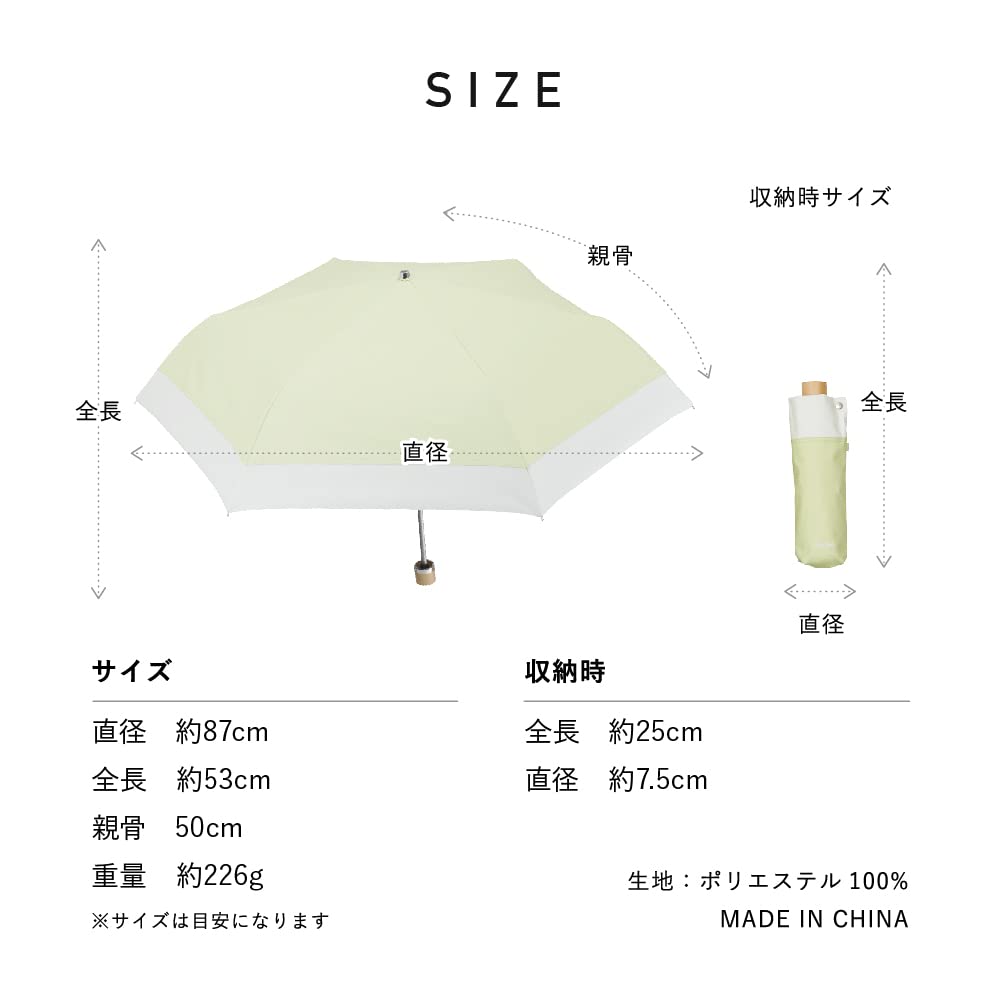 SIZE
収納時サイズ
親骨
全長
全長
直径
直径
サイズ
直径 約87cm
全長 約53cm
親骨 50cm
重量 約226g
※サイズは目安になります
収納時
全長 約25cm
直径 約7.5cm
生地：ポリエステル 100%
MADE IN CHINA